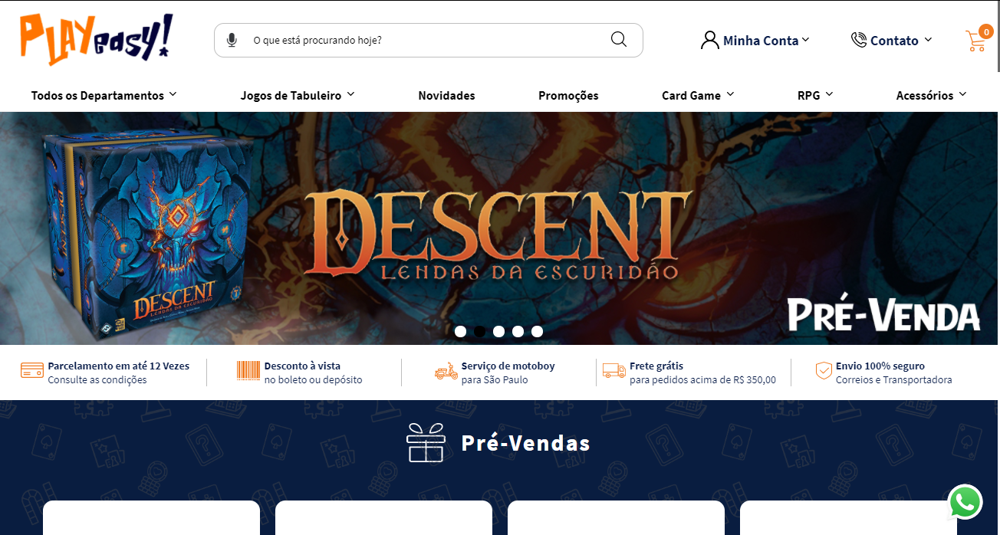 PLAYeasy!
O que está procurando hoje?
Minha Conta
Contato
0
Todos os Departamentos
Jogos de Tabuleiro
Novidades
Promoções
Card Game
RPG
Acessórios
DESCENT
LENDAS DA ESCURIDÃO
DESCENT
DESCENT
LENDAS DA ESCURIDÃO
PRÉ-VENDA
Parcelamento em até 12 Vezes
Consulte as condições
Desconto à vista
no boleto ou depósito
Serviço de motoboy
para São Paulo
Frete grátis
para pedidos acima de R$ 350,00
Envio 100% seguro
Correios e Transportadora
Pré-Vendas